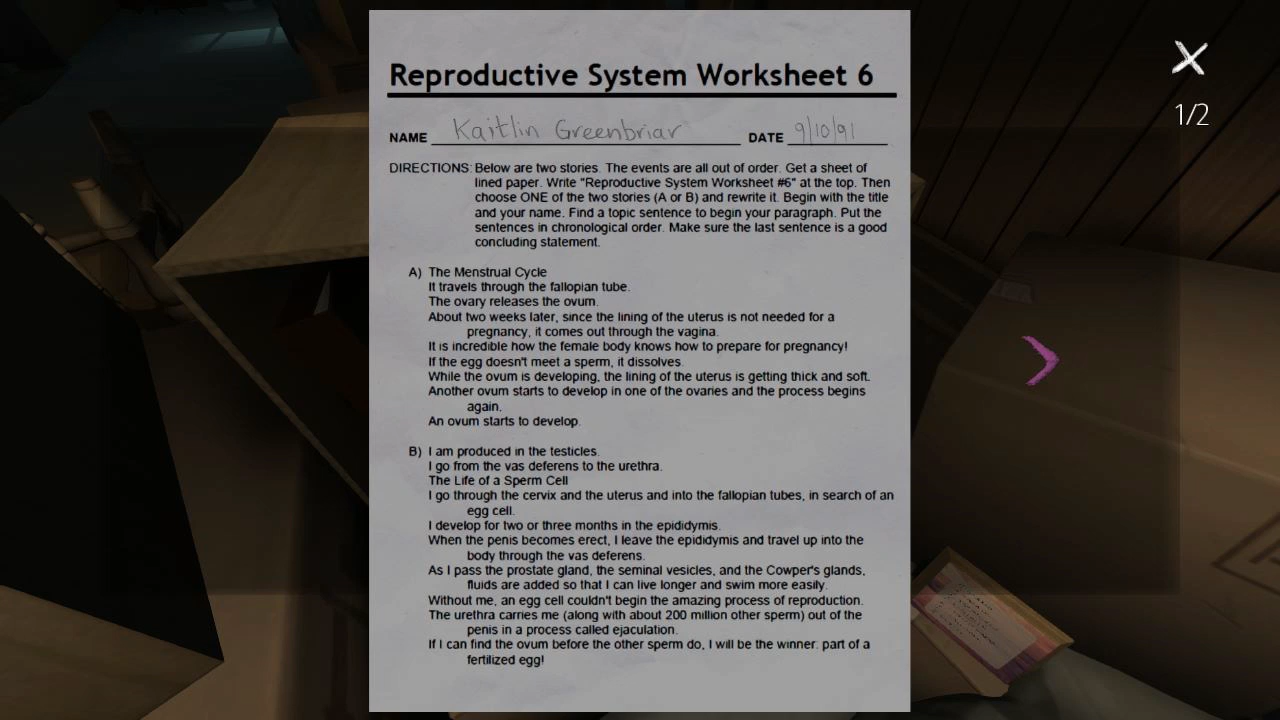 Reproductive System Worksheet 6
1/2
NAME Kaitlin Greenbriar DATE 9/10/91
DIRECTIONS: Below are two stories. The events are all out of order. Get a sheet of
lined paper. Write "Reproductive System Worksheet #6" at the top. Then
choose ONE of the two stories (A or B) and rewrite it. Begin with the title
and your name. Find a topic sentence to begin your paragraph. Put the
sentences in chronological order. Make sure the last sentence is a good
concluding statement.
A) The Menstrual Cycle
It travels through the fallopian tube.
The ovary releases the ovum.
About two weeks later, since the lining of the uterus is not needed for a
pregnancy, it comes out through the vagina.
It is incredible how the female body knows how to prepare for pregnancy!
If the egg doesn't meet a sperm, it dissolves.
While the ovum is developing, the lining of the uterus is getting thick and soft.
Another ovum starts to develop in one of the ovaries and the process begins
again.
An ovum starts to develop.
B) I am produced in the testicles.
I go from the vas deferens to the urethra.
The Life of a Sperm Cell
I go through the cervix and the uterus and into the fallopian tubes, in search of an
egg cell.
I develop for two or three months in the epididymis.
When the penis becomes erect, I leave the epididymis and travel up into the
body through the vas deferens.
As I pass the prostate gland, the seminal vesicles, and the Cowper's glands,
fluids are added so that I can live longer and swim more easily.
Without me, an egg cell couldn't begin the amazing process of reproduction.
The urethra carries me (along with about 200 million other sperm) out of the
penis in a process called ejaculation.
If I can find the ovum before the other sperm do, I will be the winner: part of a
fertilized egg!